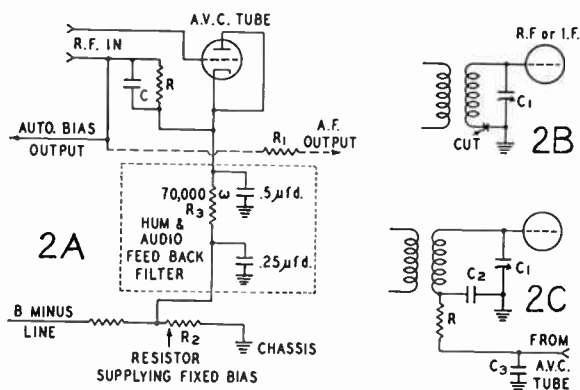 A.V.C. TUBE
R.F. IN
C
R
AUTO. BIAS
OUTPUT
R1
A.F.
OUTPUT
70,000 ω
R3
.5µfd.
HUM &
AUDIO
FEED BACK
FILTER
.25µfd.
2A
B MINUS
LINE
R2
CHASSIS
RESISTOR
SUPPLYING FIXED BIAS
R.F. or I.F.
C1
CUT
2B
C1
C2
2C
R
FROM
A.V.C.
TUBE
C3